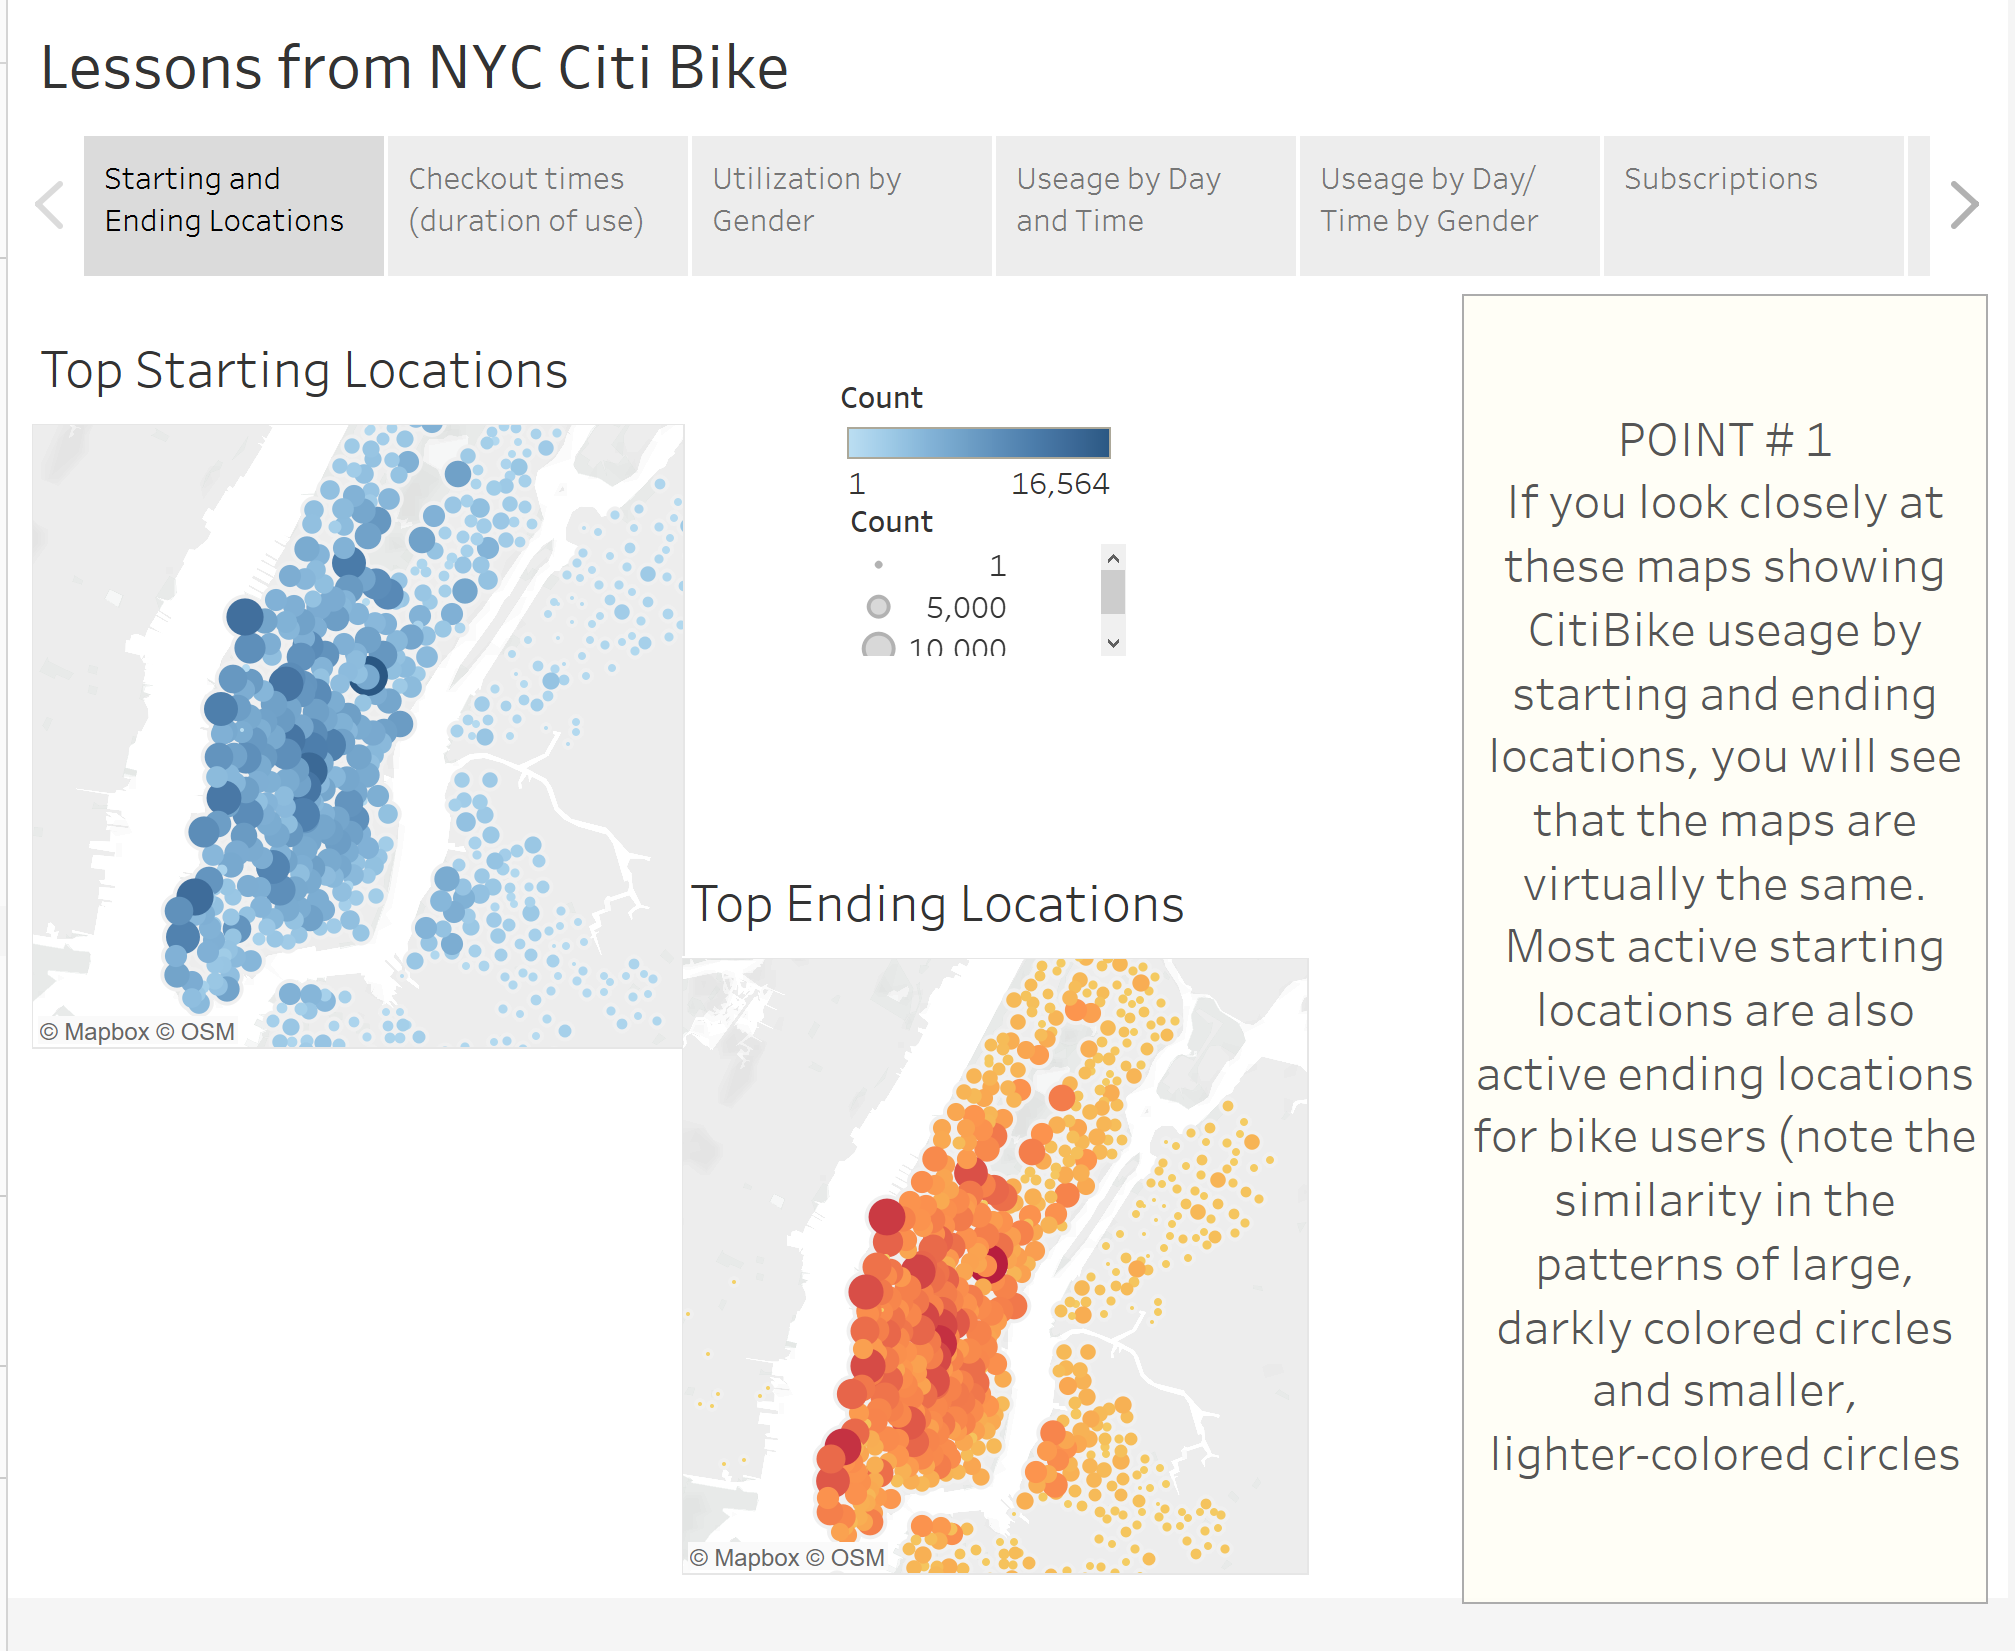 Lessons from NYC Citi Bike
Starting and
Ending Locations
Checkout times
(duration of use)
Utilization by
Gender
Useage by Day
and Time
Useage by Day/
Time by Gender
Subscriptions
Top Starting Locations
© Mapbox © OSM
Count
1 16,564
Count
1
5,000
10,000
Top Ending Locations
© Mapbox © OSM
POINT # 1
If you look closely at
these maps showing
CitiBike useage by
starting and ending
locations, you will see
that the maps are
virtually the same.
Most active starting
locations are also
active ending locations
for bike users (note the
similarity in the
patterns of large,
darkly colored circles
and smaller,
lighter-colored circles